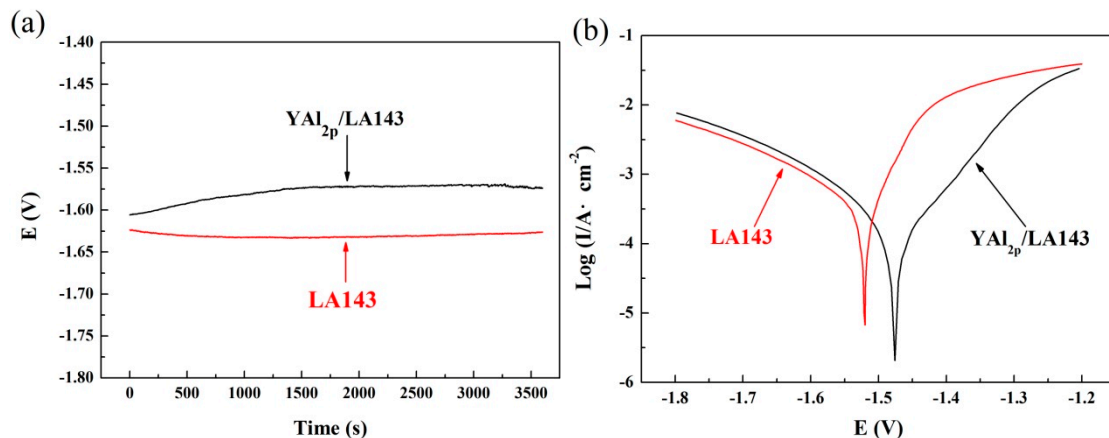 (a)
-1.40
-1.45
-1.50
-1.55
-1.60
-1.65
-1.70
-1.75
-1.80
E (V)
YAl2p/LA143
LA143
0 500 1000 1500 2000 2500 3000 3500
Time (s)
(b)
-1
-2
-3
-4
-5
-6
Log (I/A· cm-2)
LA143
YAl2p/LA143
-1.8 -1.7 -1.6 -1.5 -1.4 -1.3 -1.2
E (V)